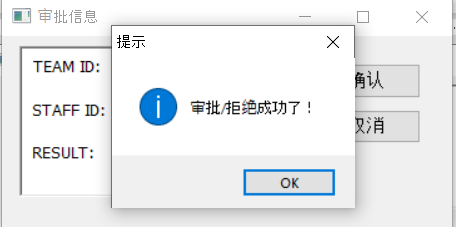 审批信息
提示
TEAM ID:
STAFF ID:
RESULT:
审批/拒绝成功了！
确认
取消
OK